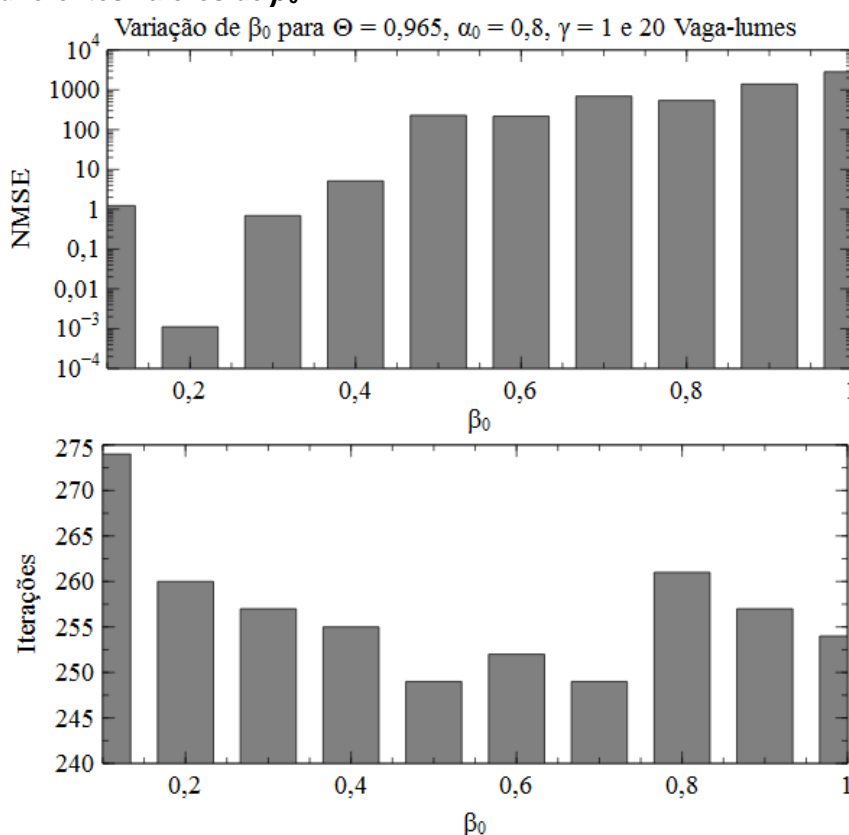 Variação de β₀ para Θ = 0,965, α₀ = 0,8, γ = 1 e 20 Vaga-lumes
10⁴
1000
100
10
1
0,1
0,01
10⁻³
10⁻⁴
NMSE
0,2 0,4 0,6 0,8 1
β₀
275
270
265
260
255
250
245
240
Iterações
0,2 0,4 0,6 0,8 1
β₀